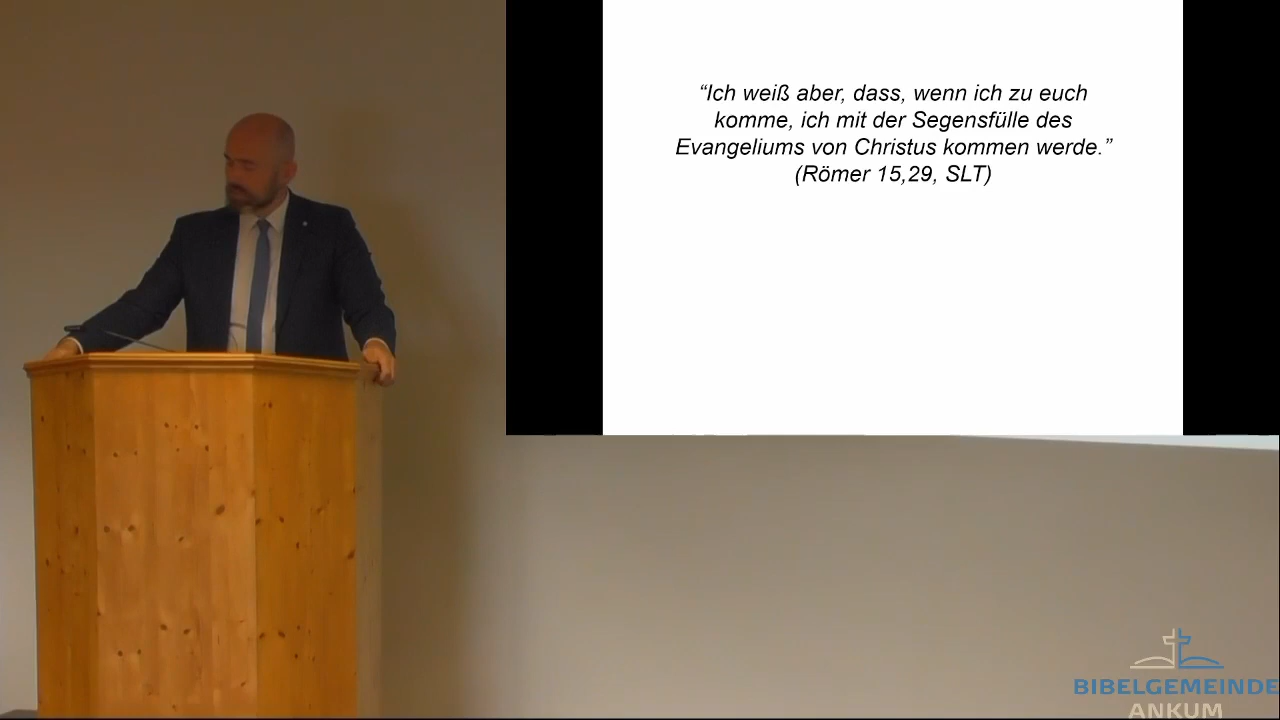 “Ich weiß aber, dass, wenn ich zu euch
komme, ich mit der Segensfülle des
Evangeliums von Christus kommen werde.”
(Römer 15,29, SLT)
BIBELGEMEINDE
ANKUM